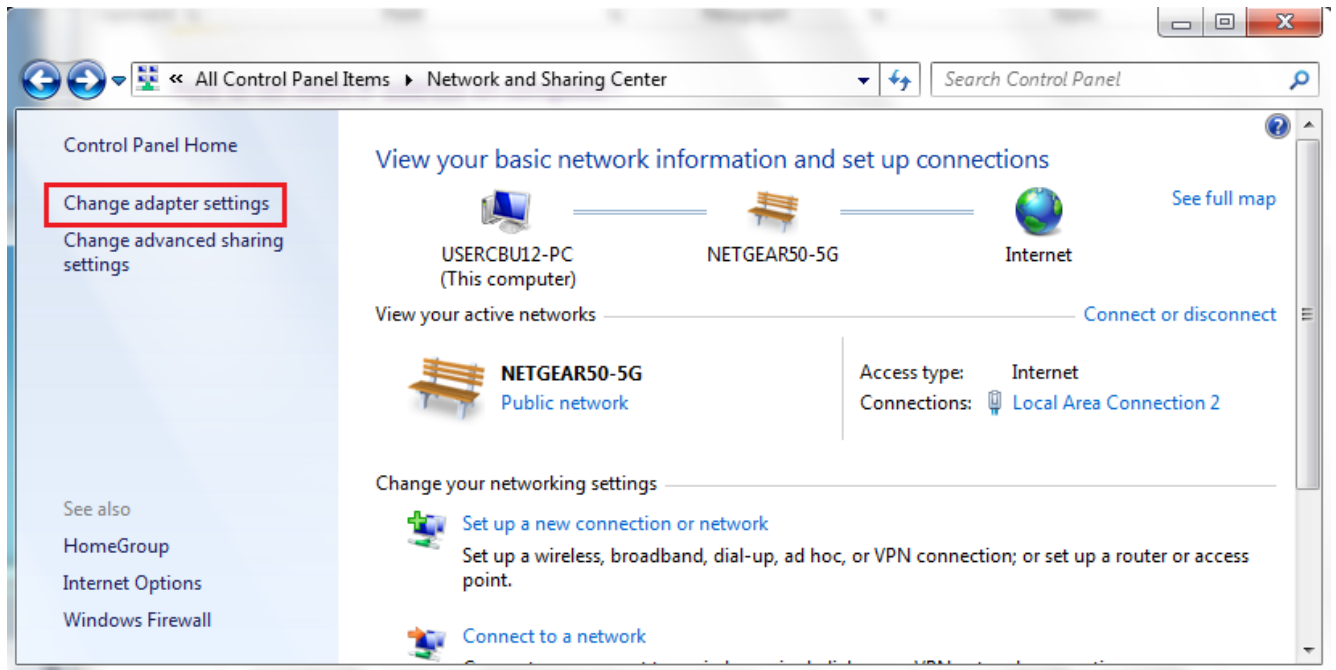 « All Control Panel Items ▸ Network and Sharing Center
Search Control Panel
Control Panel Home
Change adapter settings
Change advanced sharing
settings
See also
HomeGroup
Internet Options
Windows Firewall
View your basic network information and set up connections
See full map
USERCBU12-PC
(This computer)
NETGEAR50-5G
Internet
View your active networks
Connect or disconnect
NETGEAR50-5G
Public network
Access type: Internet
Connections: Local Area Connection 2
Change your networking settings
Set up a new connection or network
Set up a wireless, broadband, dial-up, ad hoc, or VPN connection; or set up a router or access
point.
Connect to a network